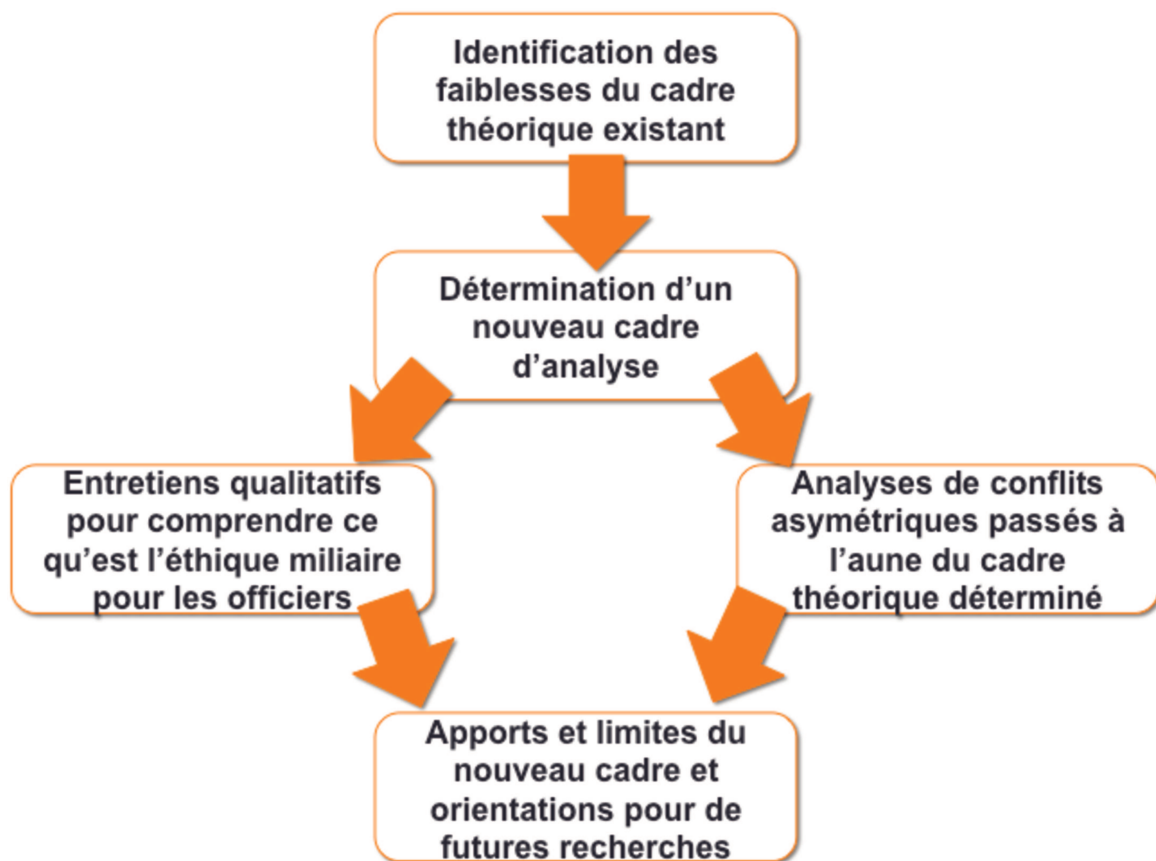 Identification des
faiblesses du cadre
théorique existant
Détermination d’un
nouveau cadre
d’analyse
Entretiens qualitatifs
pour comprendre ce
qu’est l’éthique miliaire
pour les officiers
Analyses de conflits
asymétriques passés à
l’aune du cadre
théorique déterminé
Apports et limites du
nouveau cadre et
orientations pour de
futures recherches